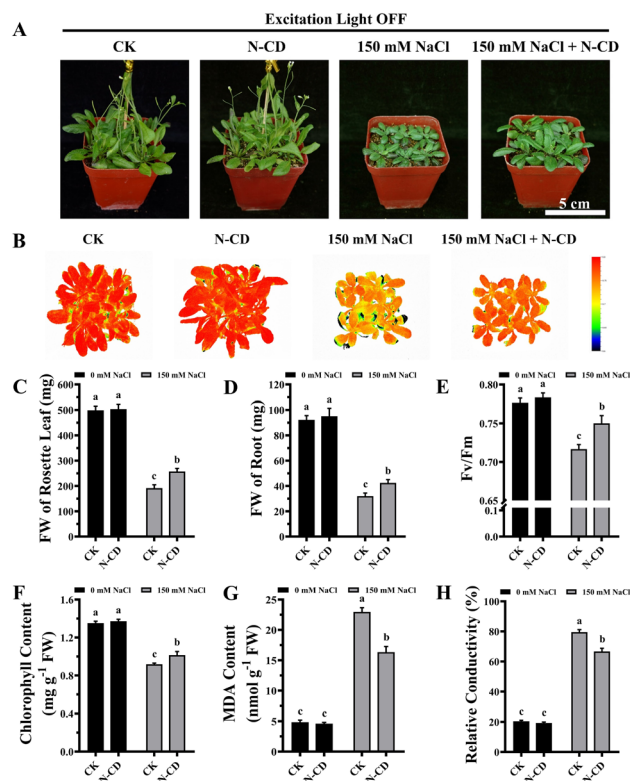 Excitation Light OFF
A
CK N-CD 150 mM NaCl 150 mM NaCl + N-CD
5 cm
B
CK N-CD 150 mM NaCl 150 mM NaCl + N-CD
C
0 mM NaCl 150 mM NaCl
FW of Rosette Leaf (mg)
600
500
400
300
200
100
0
a a c b
CK N-CD CK N-CD
D
0 mM NaCl 150 mM NaCl
FW of Root (mg)
120
100
80
60
40
20
0
a a c b
CK N-CD CK N-CD
E
0 mM NaCl 150 mM NaCl
Fv/Fm
0.80
0.75
0.70
0.65
0.1
0.0
a a c b
CK N-CD CK N-CD
F
0 mM NaCl 150 mM NaCl
Chlorophyll Content
(mg g⁻¹ FW)
1.6
1.2
0.8
0.4
0.0
a a c b
CK N-CD CK N-CD
G
0 mM NaCl 150 mM NaCl
MDA Content
(nmol g⁻¹ FW)
25
20
15
10
5
0
c c a b
CK N-CD CK N-CD
H
0 mM NaCl 150 mM NaCl
Relative Conductivity (%)
100
80
60
40
20
0
c c a b
CK N-CD CK N-CD